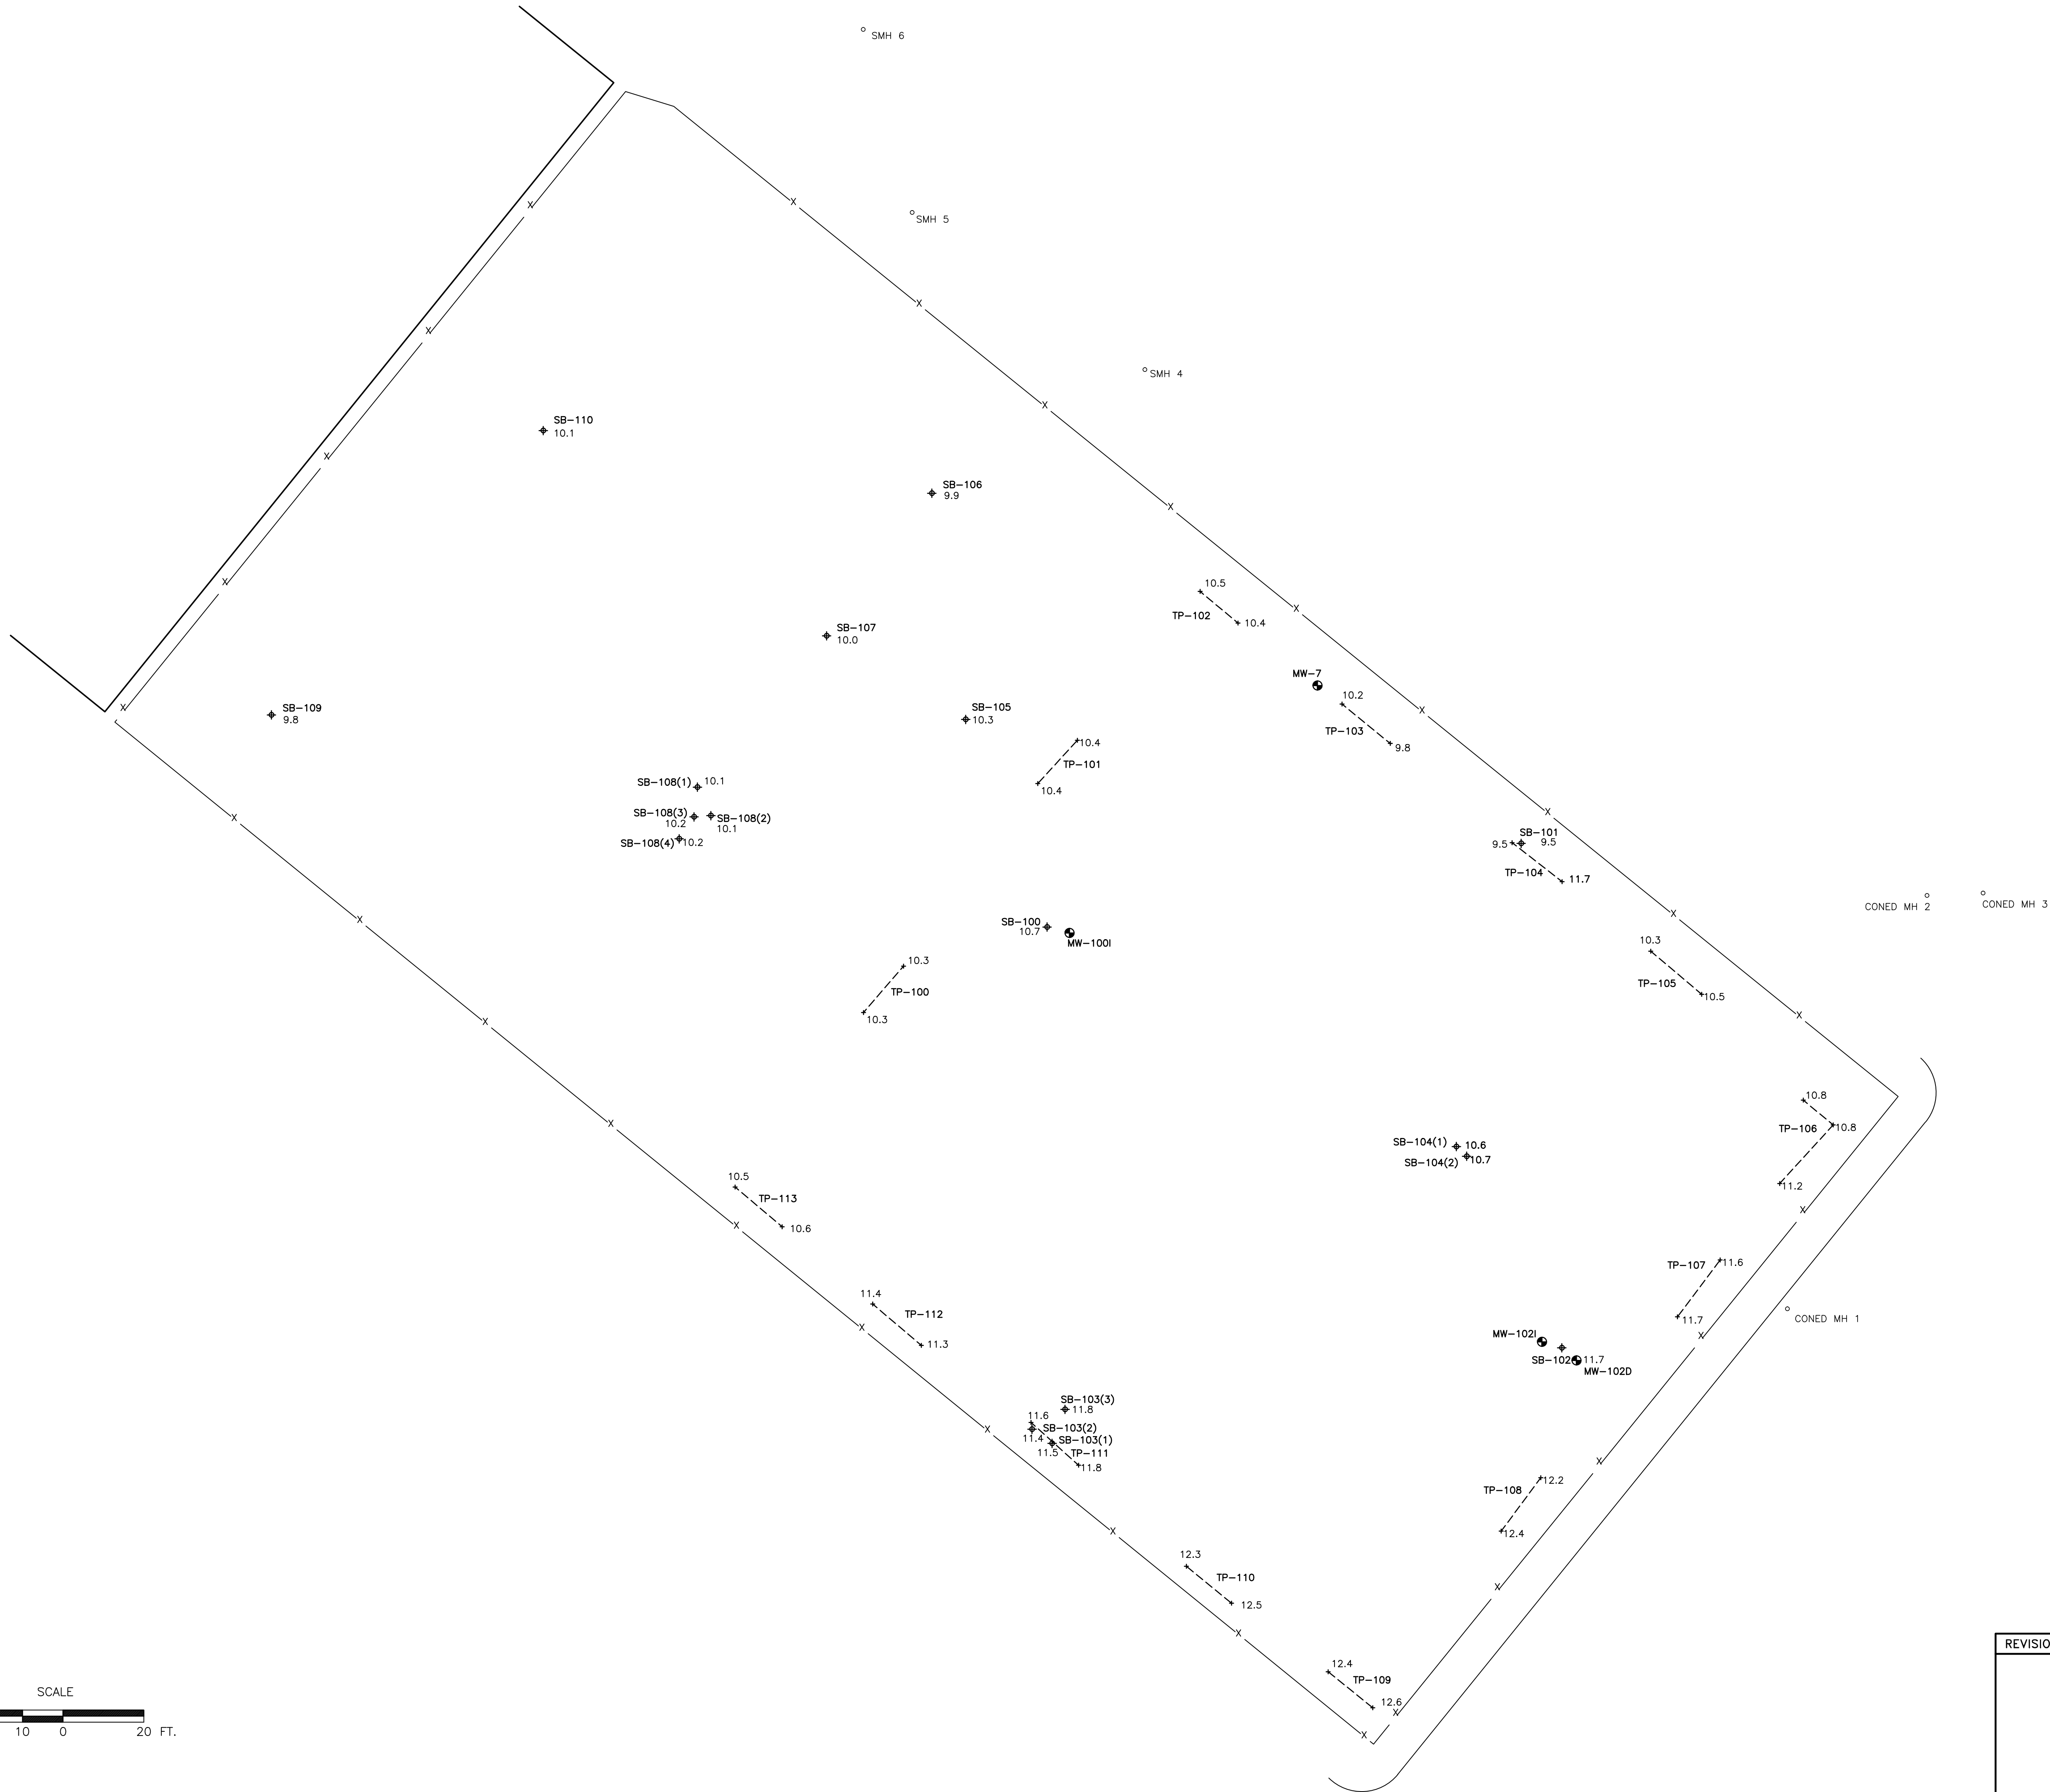 SMH 6
SMH 5
SMH 4
SB-110
10.1
SB-106
9.9
10.5
TP-102
10.4
SB-107
10.0
MW-7
10.2
TP-103
9.8
SB-109
9.8
SB-105
10.3
10.4
TP-101
10.4
SB-108(1)
10.1
SB-108(3)
10.2
SB-108(2)
10.1
SB-108(4)
10.2
SB-101
9.5
9.5
TP-104
11.7
CONED MH 2
CONED MH 3
SB-100
10.7
MW-100I
10.3
TP-100
10.3
10.3
TP-105
10.5
10.8
TP-106
10.8
11.2
SB-104(1)
10.6
SB-104(2)
10.7
10.5
TP-113
10.6
TP-107
11.6
11.7
11.4
TP-112
11.3
CONED MH 1
MW-102I
SB-102
11.7
MW-102D
SB-103(3)
11.8
11.6
SB-103(2)
11.4
SB-103(1)
11.5
TP-111
11.8
12.2
TP-108
12.4
12.3
TP-110
12.5
12.4
TP-109
12.6
SCALE
10 0 20 FT.
REVISIO